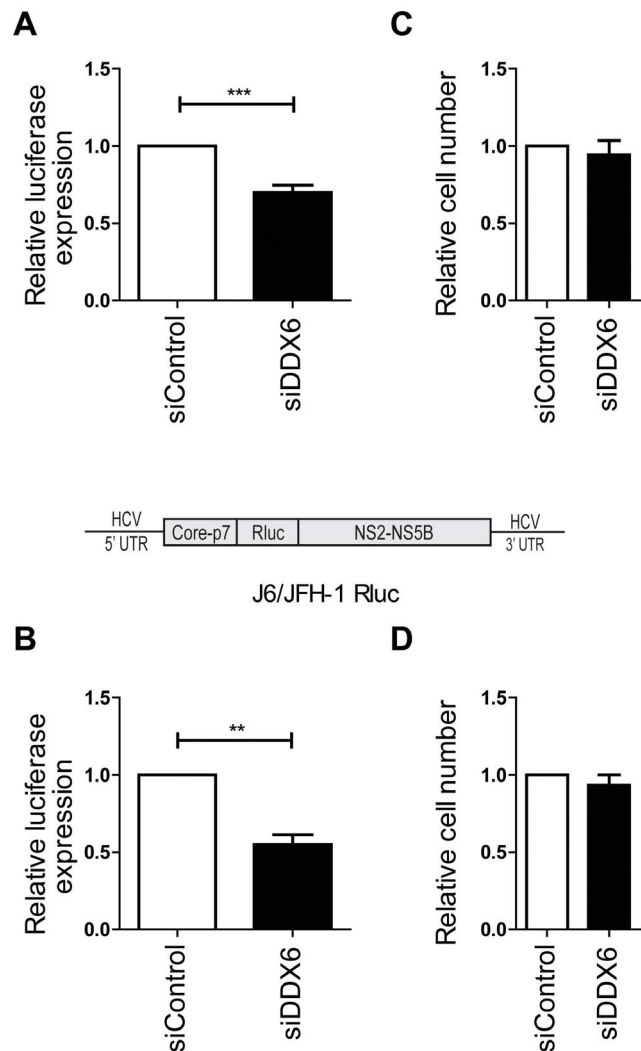 A
Relative luciferase
expression
1.5
1.0
0.5
0.0
***
siControl
siDDX6
C
Relative cell number
1.5
1.0
0.5
0.0
siControl
siDDX6
HCV
5' UTR
Core-p7
Rluc
NS2-NS5B
HCV
3' UTR
J6/JFH-1 Rluc
B
Relative luciferase
expression
1.5
1.0
0.5
0.0
**
siControl
siDDX6
D
Relative cell number
1.5
1.0
0.5
0.0
siControl
siDDX6